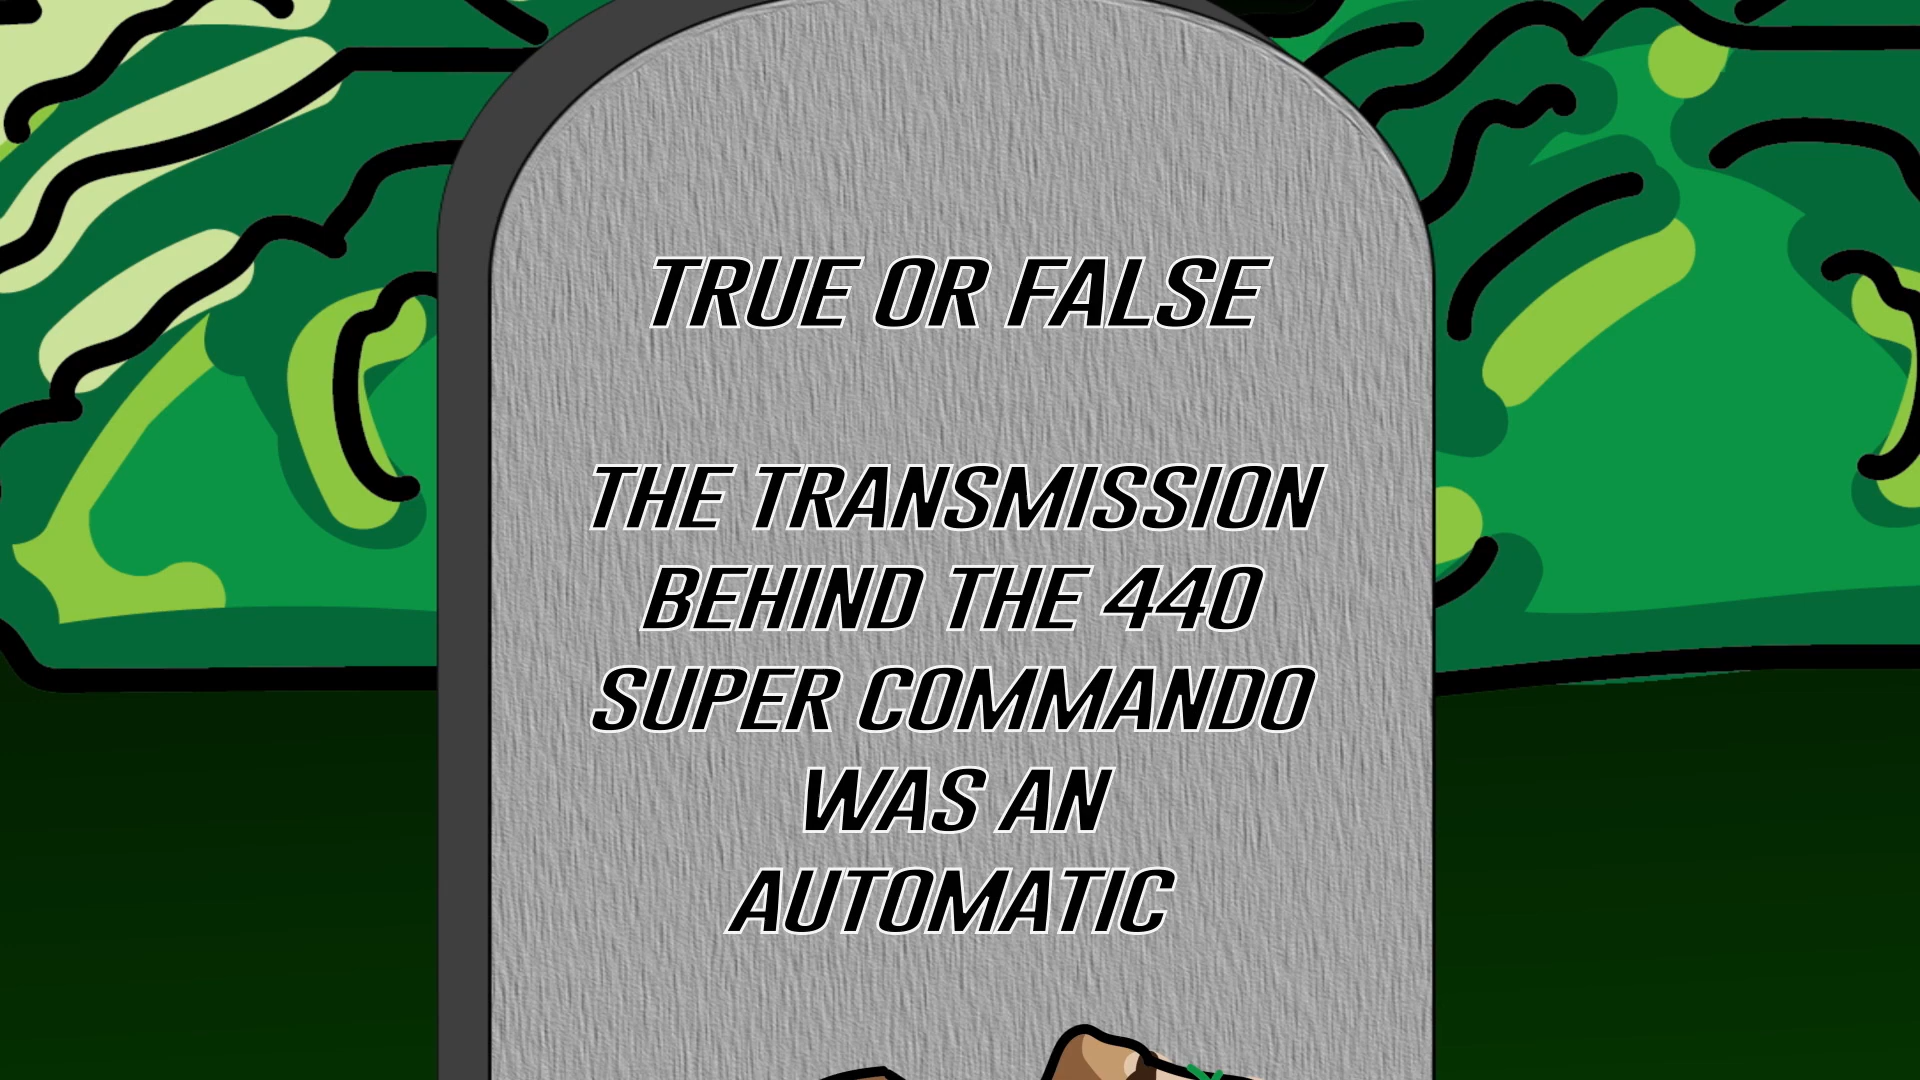 TRUE OR FALSE
THE TRANSMISSION
BEHIND THE 440
SUPER COMMANDO
WAS AN
AUTOMATIC